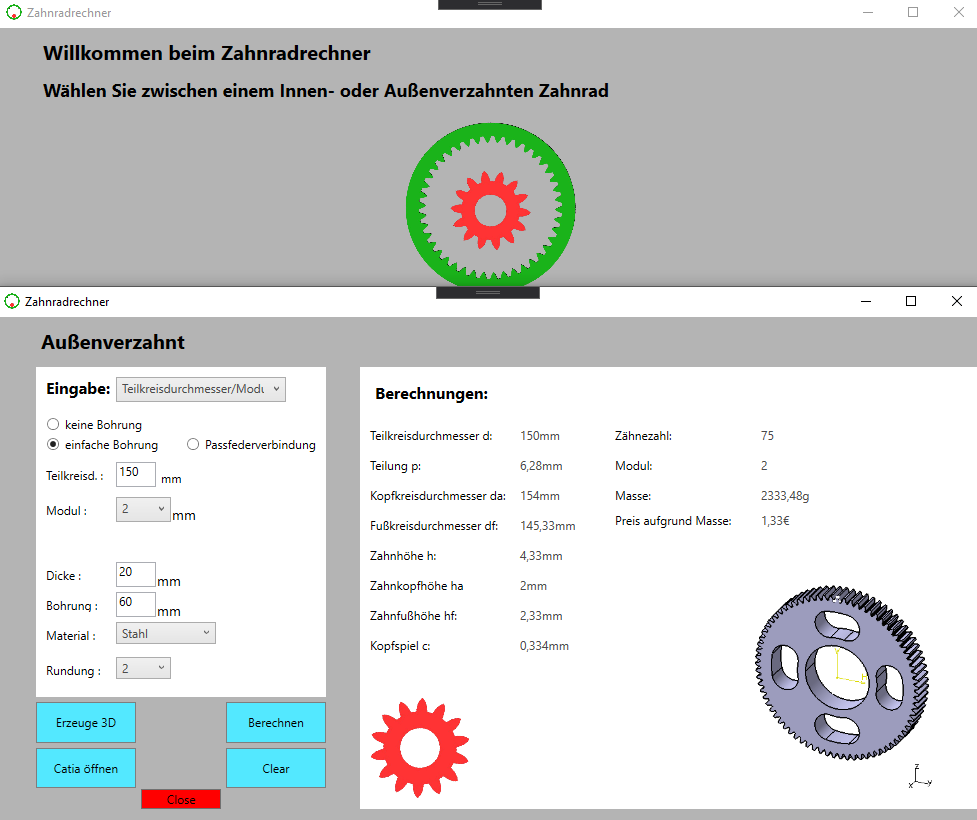 Zahnradrechner
Willkommen beim Zahnradrechner
Wählen Sie zwischen einem Innen- oder Außenverzahnten Zahnrad
Zahnradrechner
Außenverzahnt
Eingabe: Teilkreisdurchmesser/Modu
keine Bohrung
einfache Bohrung Passfederverbindung
Teilkreisd. : 150 mm
Modul : 2 mm
Dicke : 20 mm
Bohrung : 60 mm
Material : Stahl
Rundung : 2
Erzeuge 3D Berechnen
Catia öffnen Clear
Close
Berechnungen:
Teilkreisdurchmesser d: 150mm Zähnezahl: 75
Teilung p: 6,28mm Modul: 2
Kopfkreisdurchmesser da: 154mm Masse: 2333,48g
Fußkreisdurchmesser df: 145,33mm Preis aufgrund Masse: 1,33€
Zahnhöhe h: 4,33mm
Zahnkopfhöhe ha 2mm
Zahnfußhöhe hf: 2,33mm
Kopfspiel c: 0,334mm
z
x y